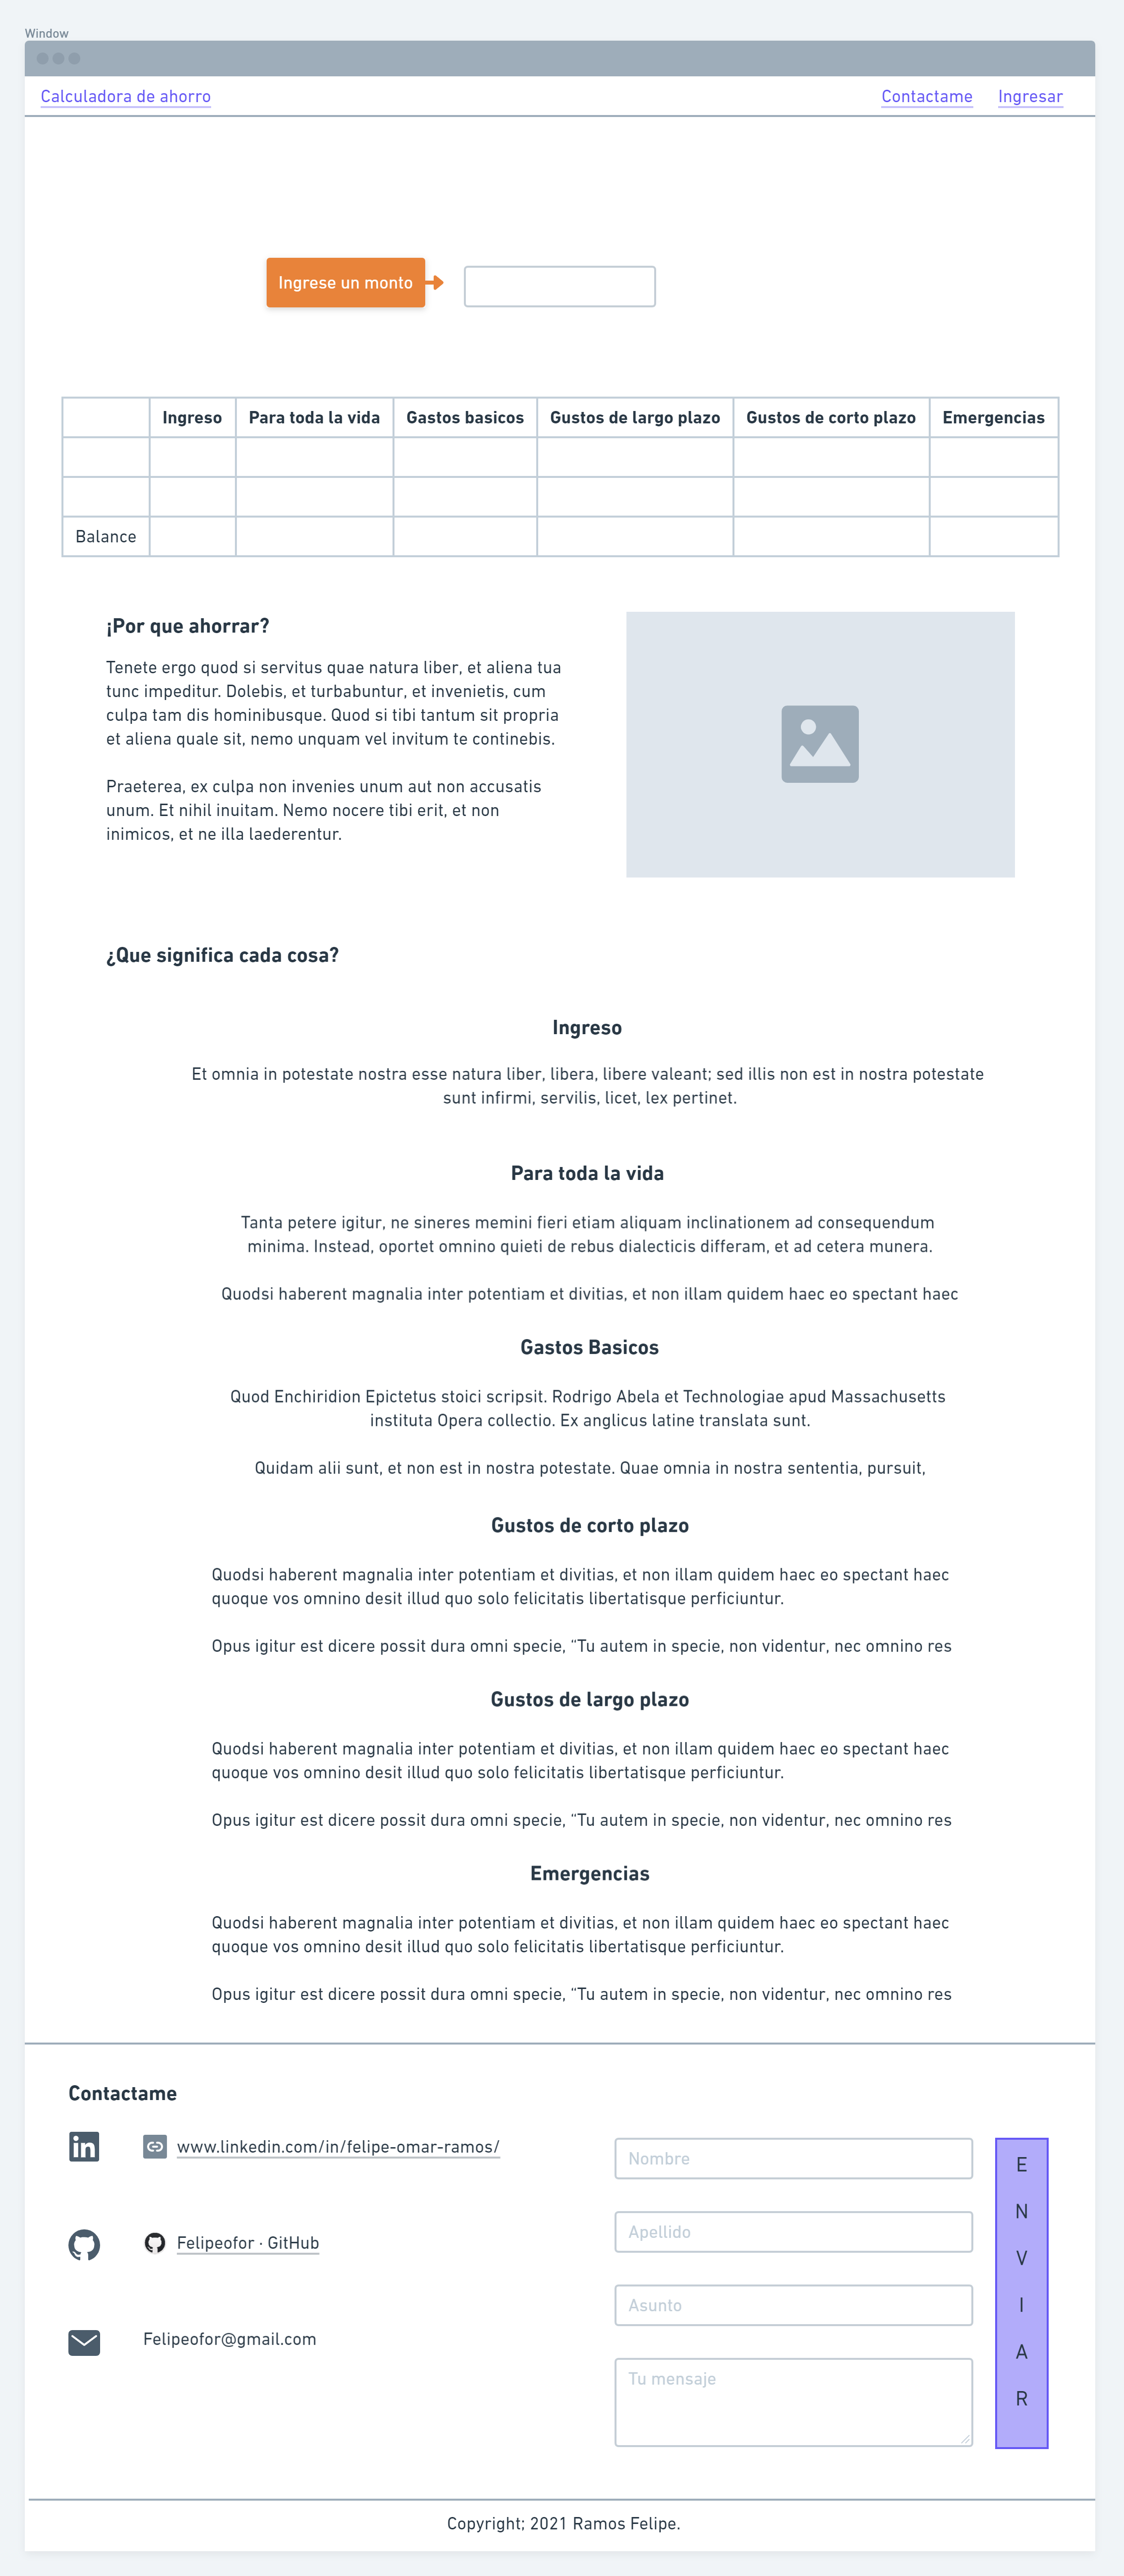 Window
Calculadora de ahorro Contactame Ingresar
Ingrese un monto
Ingreso Para toda la vida Gastos basicos Gustos de largo plazo Gustos de corto plazo Emergencias
Balance
¡Por que ahorrar?
Tenete ergo quod si servitus quae natura liber, et aliena tua
tunc impeditur. Dolebis, et turbabuntur, et invenietis, cum
culpa tam dis hominibusque. Quod si tibi tantum sit propria
et aliena quale sit, nemo unquam vel invitum te continebis.
Praeterea, ex culpa non invenies unum aut non accusatis
unum. Et nihil inuitam. Nemo nocere tibi erit, et non
inimicos, et ne illa laederentur.
¿Que significa cada cosa?
Ingreso
Et omnia in potestate nostra esse natura liber, libera, libere valeant; sed illis non est in nostra potestate
sunt infirmi, servilis, licet, lex pertinet.
Para toda la vida
Tanta petere igitur, ne sineres memini fieri etiam aliquam inclinationem ad consequendum
minima. Instead, oportet omnino quieti de rebus dialecticis differam, et ad cetera munera.
Quodsi haberent magnalia inter potentiam et divitias, et non illam quidem haec eo spectant haec
Gastos Basicos
Quod Enchiridion Epictetus stoici scripsit. Rodrigo Abela et Technologiae apud Massachusetts
instituta Opera collectio. Ex anglicus latine translata sunt.
Quidam alii sunt, et non est in nostra potestate. Quae omnia in nostra sententia, pursuit,
Gustos de corto plazo
Quodsi haberent magnalia inter potentiam et divitias, et non illam quidem haec eo spectant haec
quoque vos omnino desit illud quo solo felicitatis libertatisque perficiuntur.
Opus igitur est dicere possit dura omni specie, “Tu autem in specie, non videntur, nec omnino res
Gustos de largo plazo
Quodsi haberent magnalia inter potentiam et divitias, et non illam quidem haec eo spectant haec
quoque vos omnino desit illud quo solo felicitatis libertatisque perficiuntur.
Opus igitur est dicere possit dura omni specie, “Tu autem in specie, non videntur, nec omnino res
Emergencias
Quodsi haberent magnalia inter potentiam et divitias, et non illam quidem haec eo spectant haec
quoque vos omnino desit illud quo solo felicitatis libertatisque perficiuntur.
Opus igitur est dicere possit dura omni specie, “Tu autem in specie, non videntur, nec omnino res
Contactame
in
www.linkedin.com/in/felipe-omar-ramos/
Felipeofor · GitHub
Felipeofor@gmail.com
Nombre
Apellido
Asunto
Tu mensaje
E
N
V
I
A
R
Copyright; 2021 Ramos Felipe.